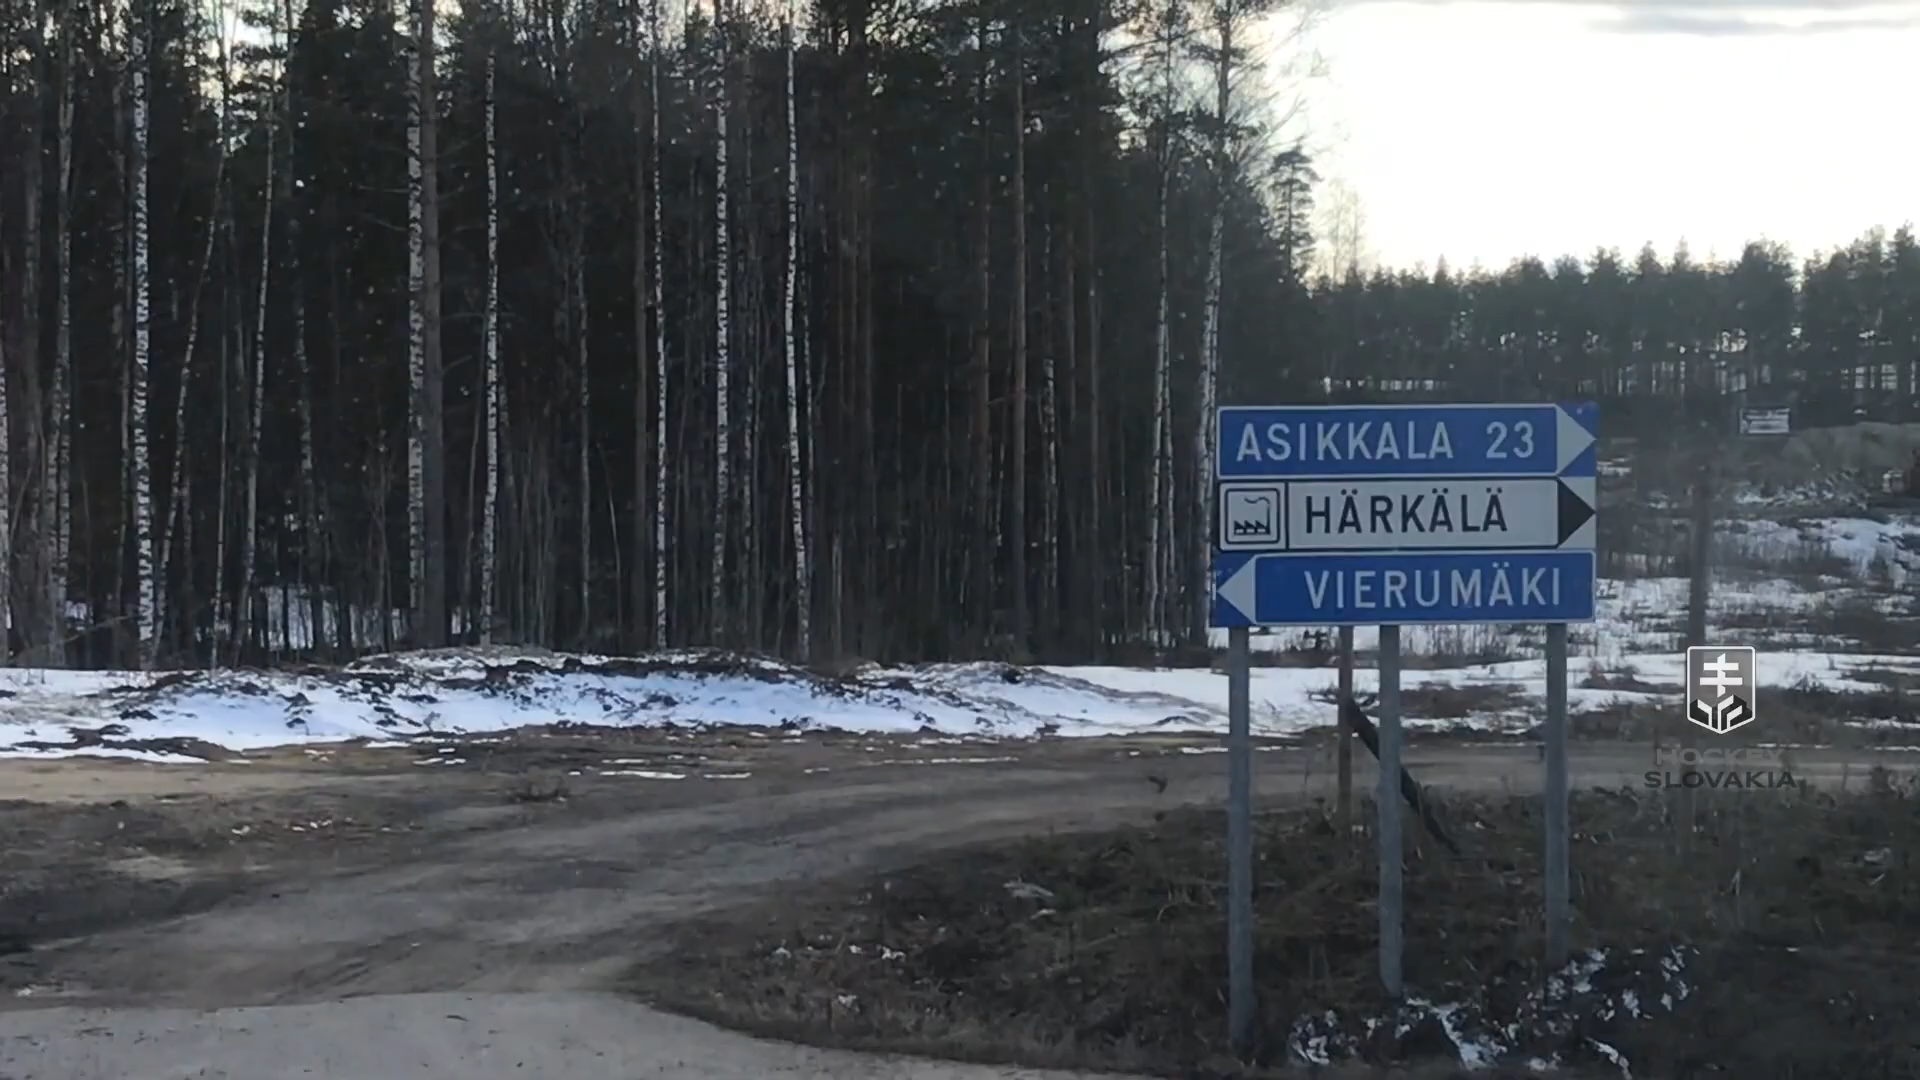 ASIKKALA 23
HÄRKÄLÄ
VIERUMÄKI
HOCKEY
SLOVAKIA